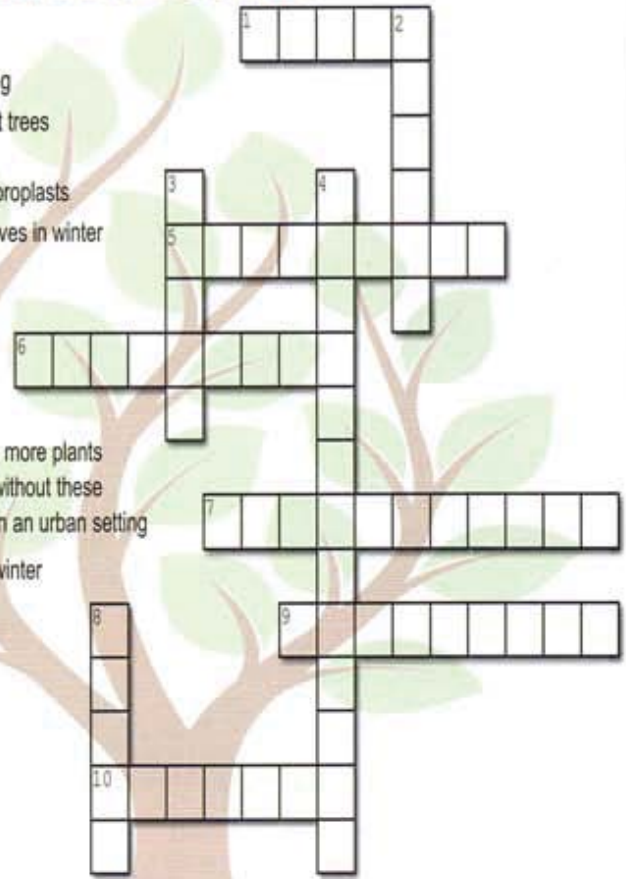 1 2
g
t trees
3 4
oroplasts
ves in winter
5
6
more plants
without these
7
n an urban setting
winter
8 9
10